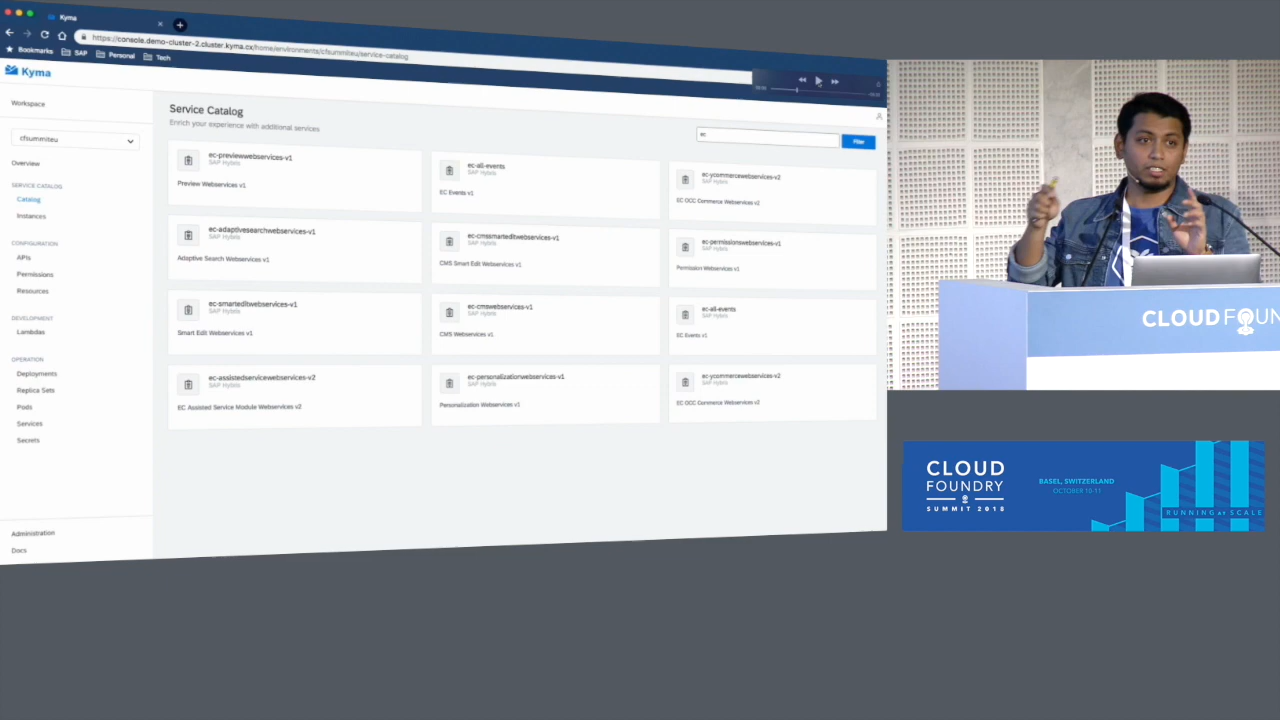 Kyma
https://console.demo-cluster-2.cluster.kyma.cx/home/environments/cfsummiteu/service-catalog
Bookmarks SAP Personal Tech
Kyma
Workspace
cfsummiteu
Overview
SERVICE CATALOG
Catalog
Instances
CONFIGURATION
APIs
Permissions
Resources
DEVELOPMENT
Lambdas
OPERATION
Deployments
Replica Sets
Pods
Services
Secrets
Administration
Docs
Service Catalog
Enrich your experience with additional services
ec
Filter
ec-previewwebservices-v1
SAP Hybris
Preview Webservices v1
ec-all-events
SAP Hybris
EC Events v1
ec-ycommercewebservices-v2
SAP Hybris
EC OCC Commerce Webservices v2
ec-adaptivesearchwebservices-v1
SAP Hybris
Adaptive Search Webservices v1
ec-cmssmarteditwebservices-v1
SAP Hybris
CMS Smart Edit Webservices v1
ec-permissionswebservices-v1
SAP Hybris
Permission Webservices v1
ec-smarteditwebservices-v1
SAP Hybris
Smart Edit Webservices v1
ec-cmswebservices-v1
SAP Hybris
CMS Webservices v1
ec-all-events
SAP Hybris
EC Events v1
ec-assistedservicewebservices-v2
SAP Hybris
EC Assisted Service Module Webservices v2
ec-personalizationwebservices-v1
SAP Hybris
Personalization Webservices v1
ec-ycommercewebservices-v2
SAP Hybris
EC OCC Commerce Webservices v2
CLOUD FOUN
CLOUD
FOUNDRY
SUMMIT 2018
BASEL, SWITZERLAND
OCTOBER 10-11
RUNNING AT SCALE